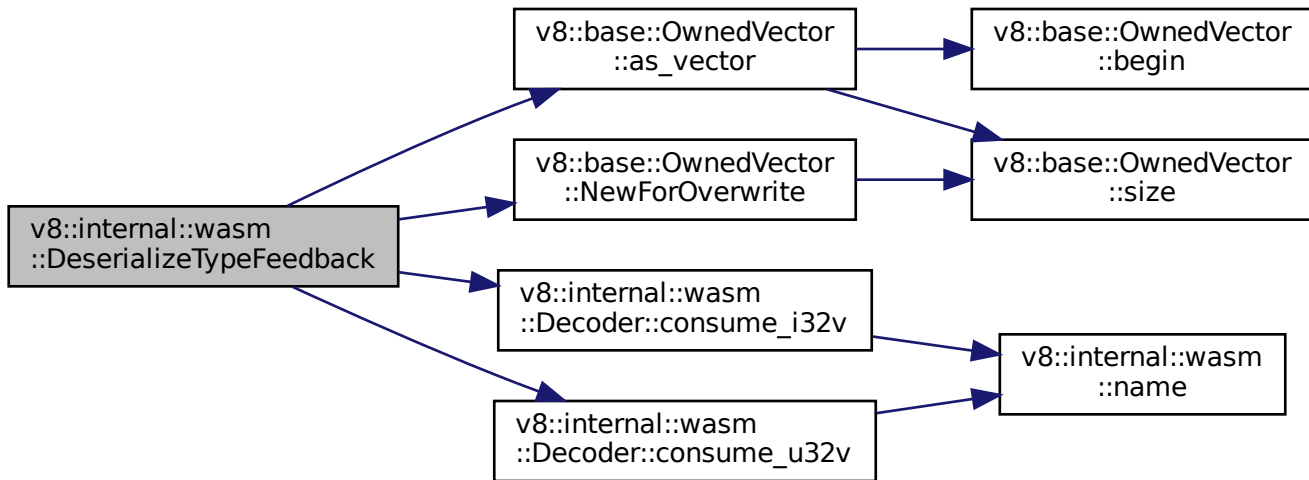 v8::internal::wasm
::DeserializeTypeFeedback
v8::base::OwnedVector
::as_vector
v8::base::OwnedVector
::NewForOverwrite
v8::internal::wasm
::Decoder::consume_i32v
v8::internal::wasm
::Decoder::consume_u32v
v8::base::OwnedVector
::begin
v8::base::OwnedVector
::size
v8::internal::wasm
::name